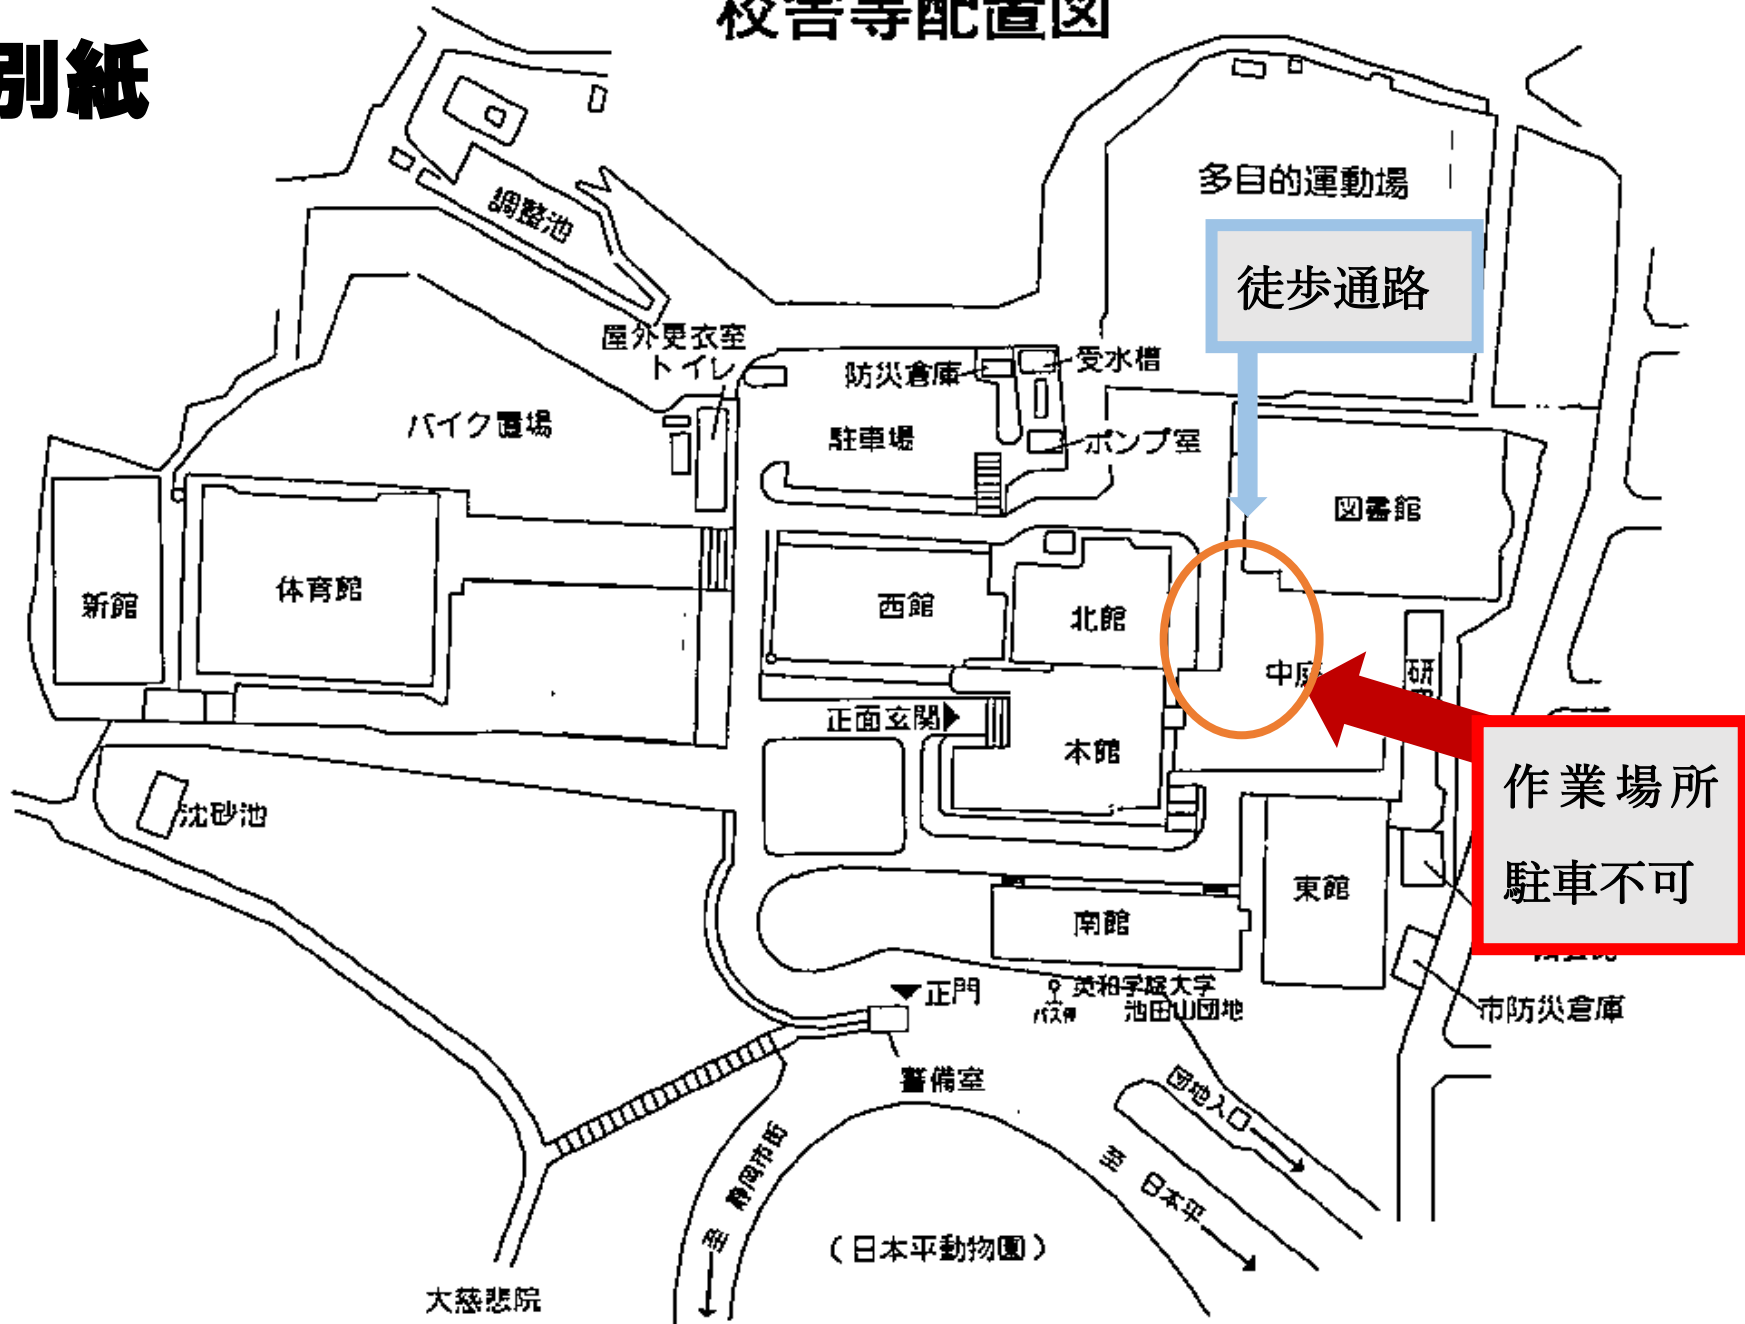 校舎等配置図
別紙
多目的運動場
調整池
徒歩通路
屋外更衣室
トイレ
防災倉庫
受水槽
バイク置場
駐車場
ポンプ室
図書館
新館
体育館
西館
北館
中庭
研
正面玄関
本館
作業場所
駐車不可
沈砂池
東館
南館
正門
バス停
英和学院大学
池田山団地
市防災倉庫
警備室
団地入口
至 静岡市街
至 日本平
(日本平動物園)
大慈悲院